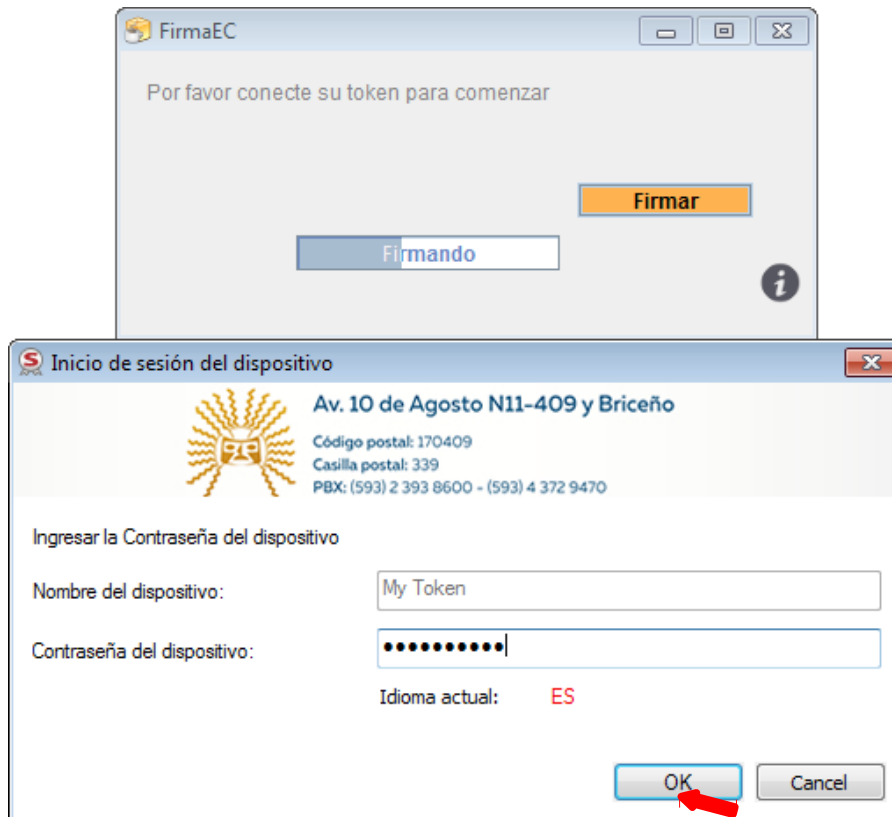 FirmaEC
Por favor conecte su token para comenzar
Firmar
Firmando
Inicio de sesión del dispositivo
Av. 10 de Agosto N11-409 y Briceño
Código postal: 170409
Casilla postal: 339
PBX: (593) 2 393 8600 - (593) 4 372 9470
Ingresar la Contraseña del dispositivo
Nombre del dispositivo: My Token
Contraseña del dispositivo: ••••••••••
Idioma actual: ES
OK Cancel